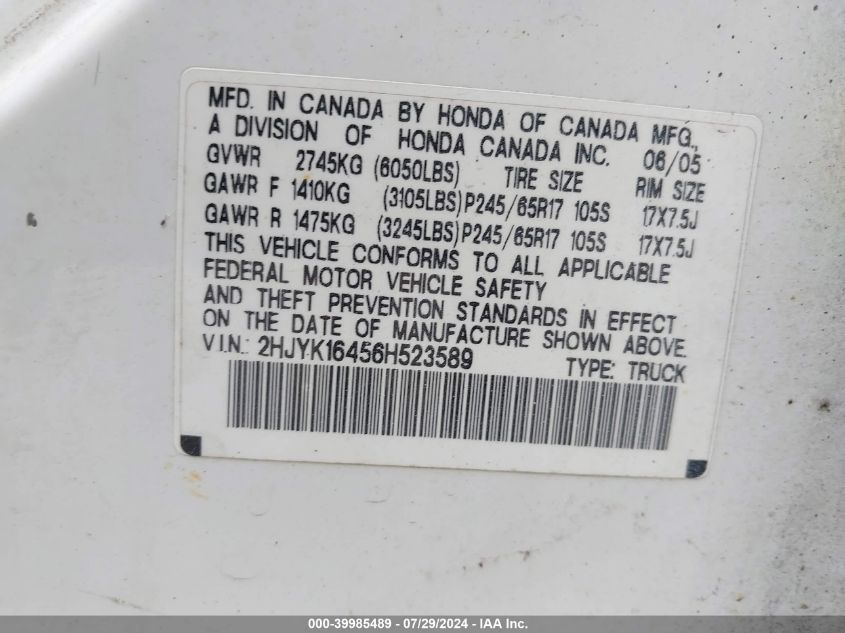 MFD. IN CANADA BY HONDA OF CANADA MFG.,
A DIVISION OF HONDA CANADA INC. 06/05
GVWR 2745KG (6050LBS) TIRE SIZE RIM SIZE
GAWR F 1410KG (3105LBS) P245/65R17 105S 17X7.5J
GAWR R 1475KG (3245LBS) P245/65R17 105S 17X7.5J
THIS VEHICLE CONFORMS TO ALL APPLICABLE
FEDERAL MOTOR VEHICLE SAFETY
AND THEFT PREVENTION STANDARDS IN EFFECT
ON THE DATE OF MANUFACTURE SHOWN ABOVE.
V.I.N.: 2HJYK16456H523589 TYPE: TRUCK
000-39985489 - 07/29/2024 - IAA Inc.